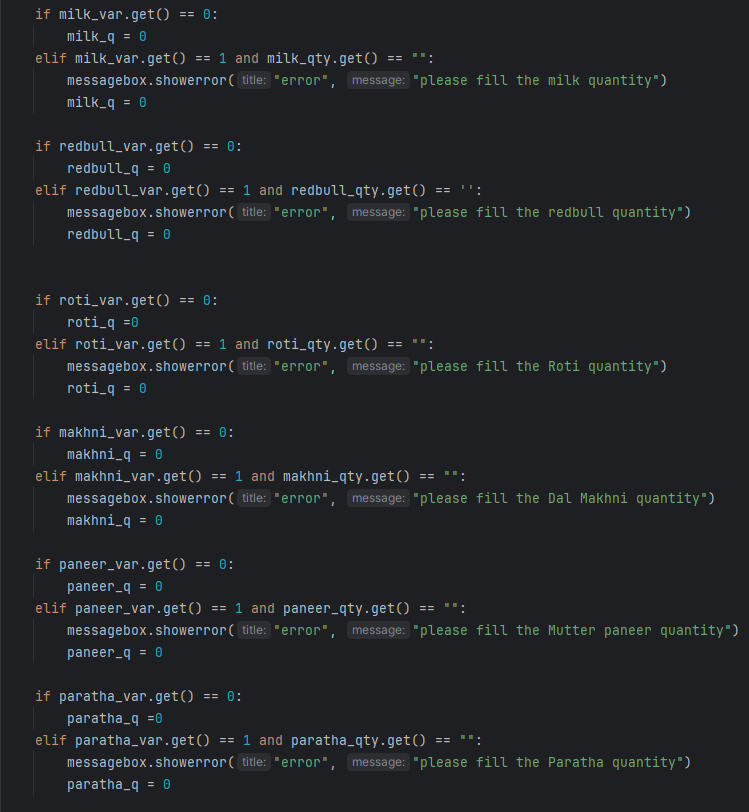 if milk_var.get() == 0:
    milk_q = 0
elif milk_var.get() == 1 and milk_qty.get() == "":
    messagebox.showerror( title: "error", message: "please fill the milk quantity")
    milk_q = 0

if redbull_var.get() == 0:
    redbull_q = 0
elif redbull_var.get() == 1 and redbull_qty.get() == '':
    messagebox.showerror( title: "error", message: "please fill the redbull quantity")
    redbull_q = 0


if roti_var.get() == 0:
    roti_q =0
elif roti_var.get() == 1 and roti_qty.get() == "":
    messagebox.showerror( title: "error", message: "please fill the Roti quantity")
    roti_q = 0

if makhni_var.get() == 0:
    makhni_q = 0
elif makhni_var.get() == 1 and makhni_qty.get() == "":
    messagebox.showerror( title: "error", message: "please fill the Dal Makhni quantity")
    makhni_q = 0

if paneer_var.get() == 0:
    paneer_q = 0
elif paneer_var.get() == 1 and paneer_qty.get() == "":
    messagebox.showerror( title: "error", message: "please fill the Mutter paneer quantity")
    paneer_q = 0

if paratha_var.get() == 0:
    paratha_q =0
elif paratha_var.get() == 1 and paratha_qty.get() == "":
    messagebox.showerror( title: "error", message: "please fill the Paratha quantity")
    paratha_q = 0